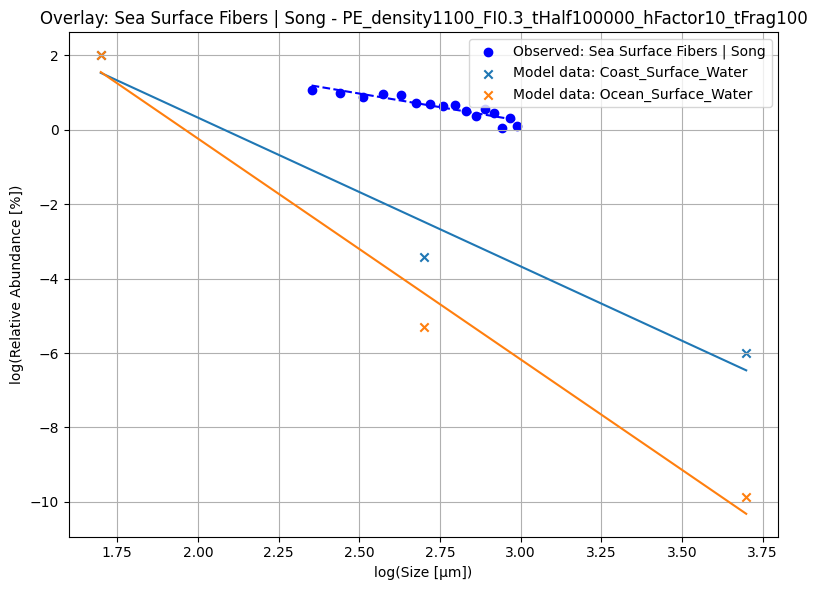 Overlay: Sea Surface Fibers | Song - PE_density1100_FI0.3_tHalf100000_hFactor10_tFrag100
Observed: Sea Surface Fibers | Song
Model data: Coast_Surface_Water
Model data: Ocean_Surface_Water
log(Relative Abundance [%])
2
0
−2
−4
−6
−8
−10
1.75
2.00
2.25
2.50
2.75
3.00
3.25
3.50
3.75
log(Size [μm])